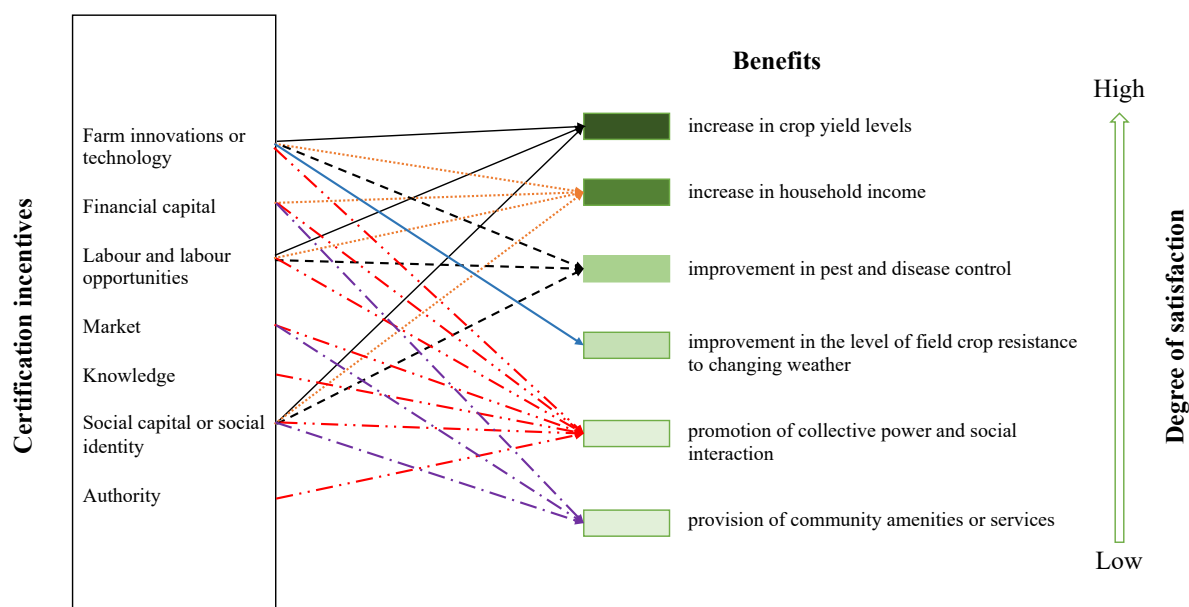 Certification incentives
Farm innovations or
technology
Financial capital
Labour and labour
opportunities
Market
Knowledge
Social capital or social
identity
Authority
Benefits
increase in crop yield levels
increase in household income
improvement in pest and disease control
improvement in the level of field crop resistance
to changing weather
promotion of collective power and social
interaction
provision of community amenities or services
High
Degree of satisfaction
Low